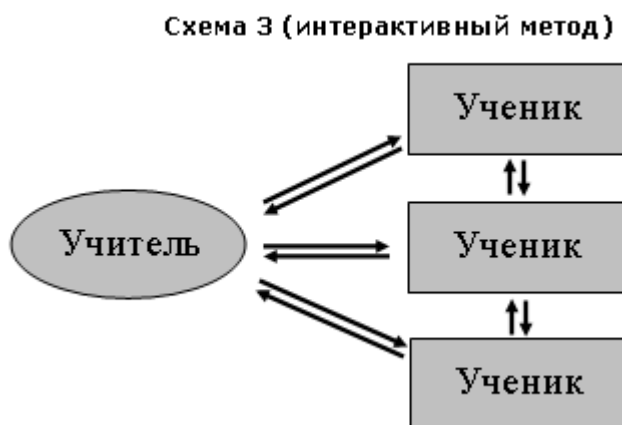 Схема 3 (интерактивный метод)
Ученик
Учитель
Ученик
Ученик